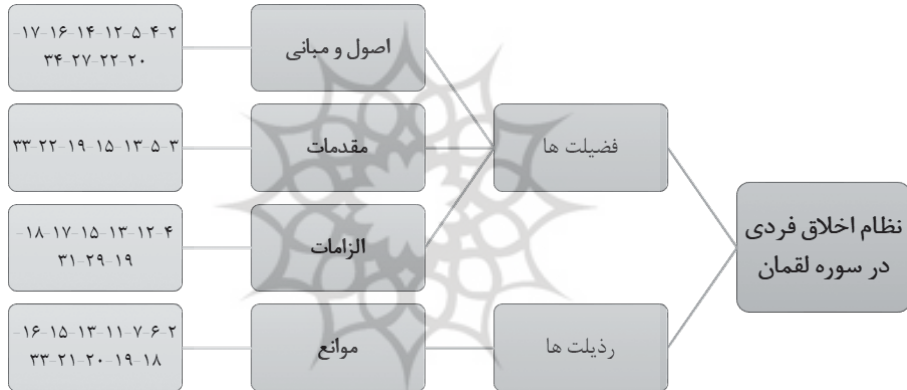 نظام اخلاق فردی
در سوره لقمان
فضیلت ها
اصول و مبانی
۲-۴-۵-۱۲-۱۴-۱۶-۱۷-
۲۰-۲۲-۲۷-۳۴
مقدمات
۳-۵-۱۳-۱۵-۱۹-۲۲-۳۳
الزامات
۴-۱۲-۱۳-۱۵-۱۷-۱۸-
۱۹-۲۹-۳۱
رذیلت ها
موانع
۲-۶-۷-۱۱-۱۳-۱۵-۱۶-
۱۸-۱۹-۲۰-۲۱-۳۳